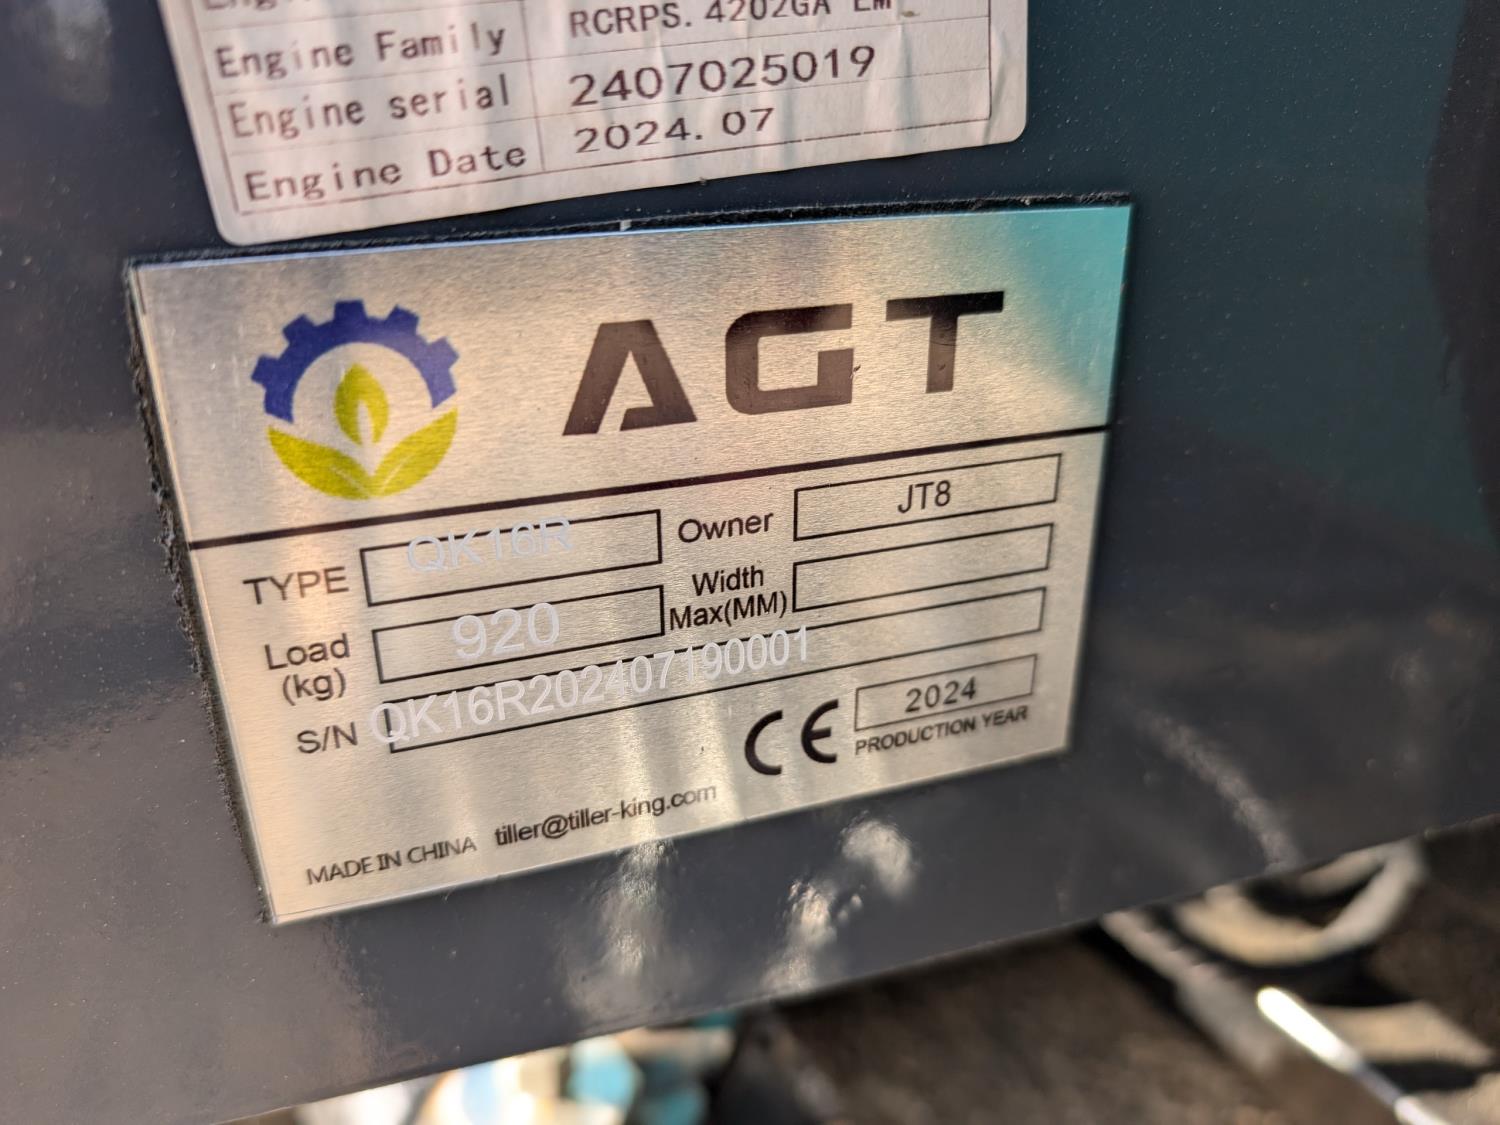 Engine Family RCRPS. 4202GA EM
Engine serial 2407025019
Engine Date 2024. 07
AGT
TYPE QK16R Owner JT8
Load (kg) 920 Width Max(MM)
S/N QK16R202407190001
CE 2024
PRODUCTION YEAR
MADE IN CHINA tiller@tiller-king.com